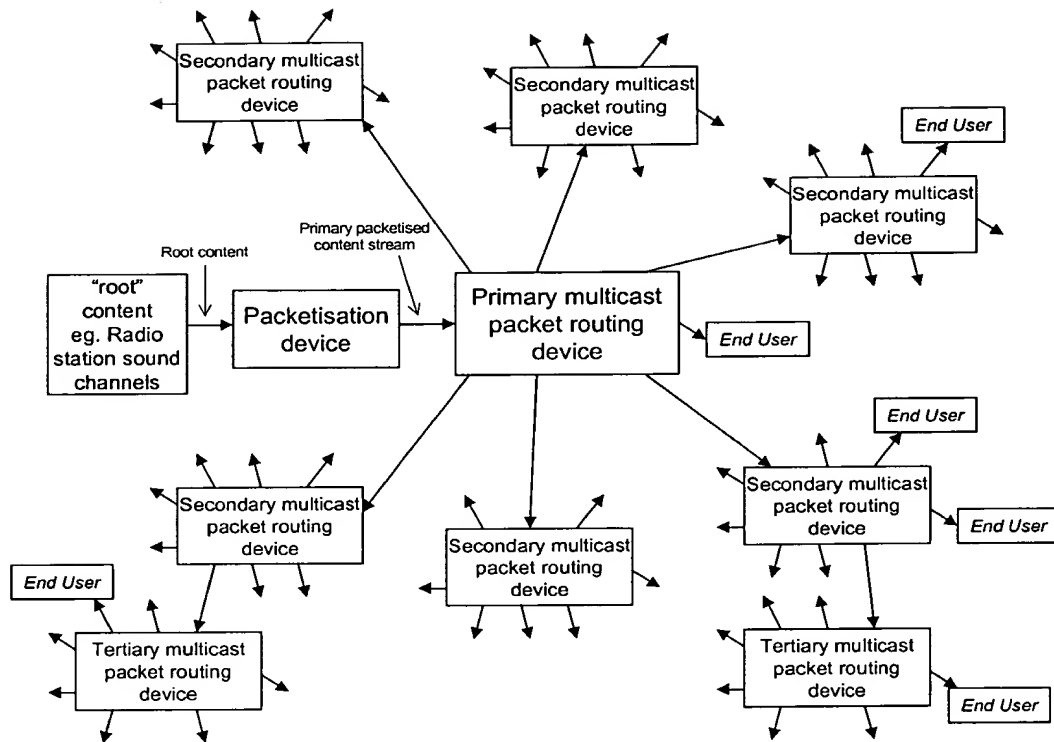 Secondary multicast
packet routing
device
Secondary multicast
packet routing
device
End User
Secondary multicast
packet routing
device
Root content
Primary packetised
content stream
"root"
content
eg. Radio
station sound
channels
Packetisation
device
Primary multicast
packet routing
device
End User
End User
Secondary multicast
packet routing
device
Secondary multicast
packet routing
device
Secondary multicast
packet routing
device
End User
End User
Tertiary multicast
packet routing
device
Tertiary multicast
packet routing
device
End User